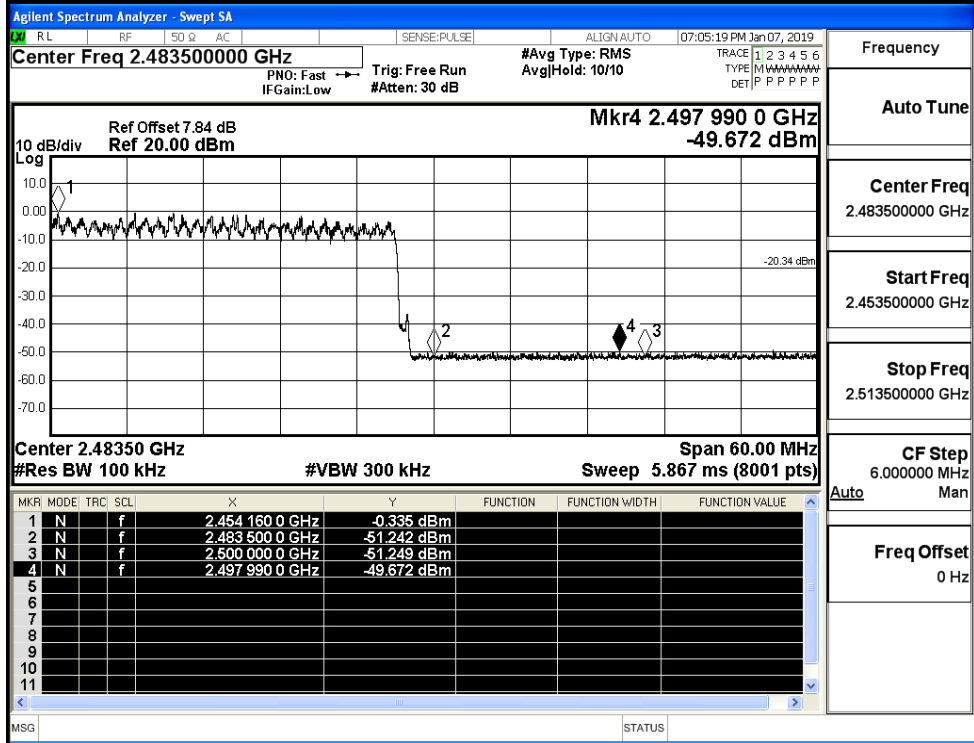 Agilent Spectrum Analyzer - Swept SA
LXI RL RF 50 Ω AC SENSE:PULSE ALIGN AUTO 07:05:19 PM Jan 07, 2019
Center Freq 2.483500000 GHz
PNO: Fast
IFGain:Low
Trig: Free Run
#Atten: 30 dB
#Avg Type: RMS
Avg|Hold: 10/10
TRACE 1 2 3 4 5 6
TYPE M WWWWW
DET P P P P P P
Ref Offset 7.84 dB
Ref 20.00 dBm
10 dB/div
Log
Mkr4 2.497 990 0 GHz
-49.672 dBm
10.0
0.00
-10.0
-20.0
-30.0
-40.0
-50.0
-60.0
-70.0
1
2
4
3
-20.34 dBm
Center 2.48350 GHz Span 60.00 MHz
#Res BW 100 kHz #VBW 300 kHz Sweep 5.867 ms (8001 pts)
MKR MODE TRC SCL X Y FUNCTION FUNCTION WIDTH FUNCTION VALUE
1 N f 2.454 160 0 GHz -0.335 dBm
2 N f 2.483 500 0 GHz -51.242 dBm
3 N f 2.500 000 0 GHz -51.249 dBm
4 N f 2.497 990 0 GHz -49.672 dBm
5
6
7
8
9
10
11
MSG STATUS
Frequency
Auto Tune
Center Freq
2.483500000 GHz
Start Freq
2.453500000 GHz
Stop Freq
2.513500000 GHz
CF Step
6.000000 MHz
Auto Man
Freq Offset
0 Hz